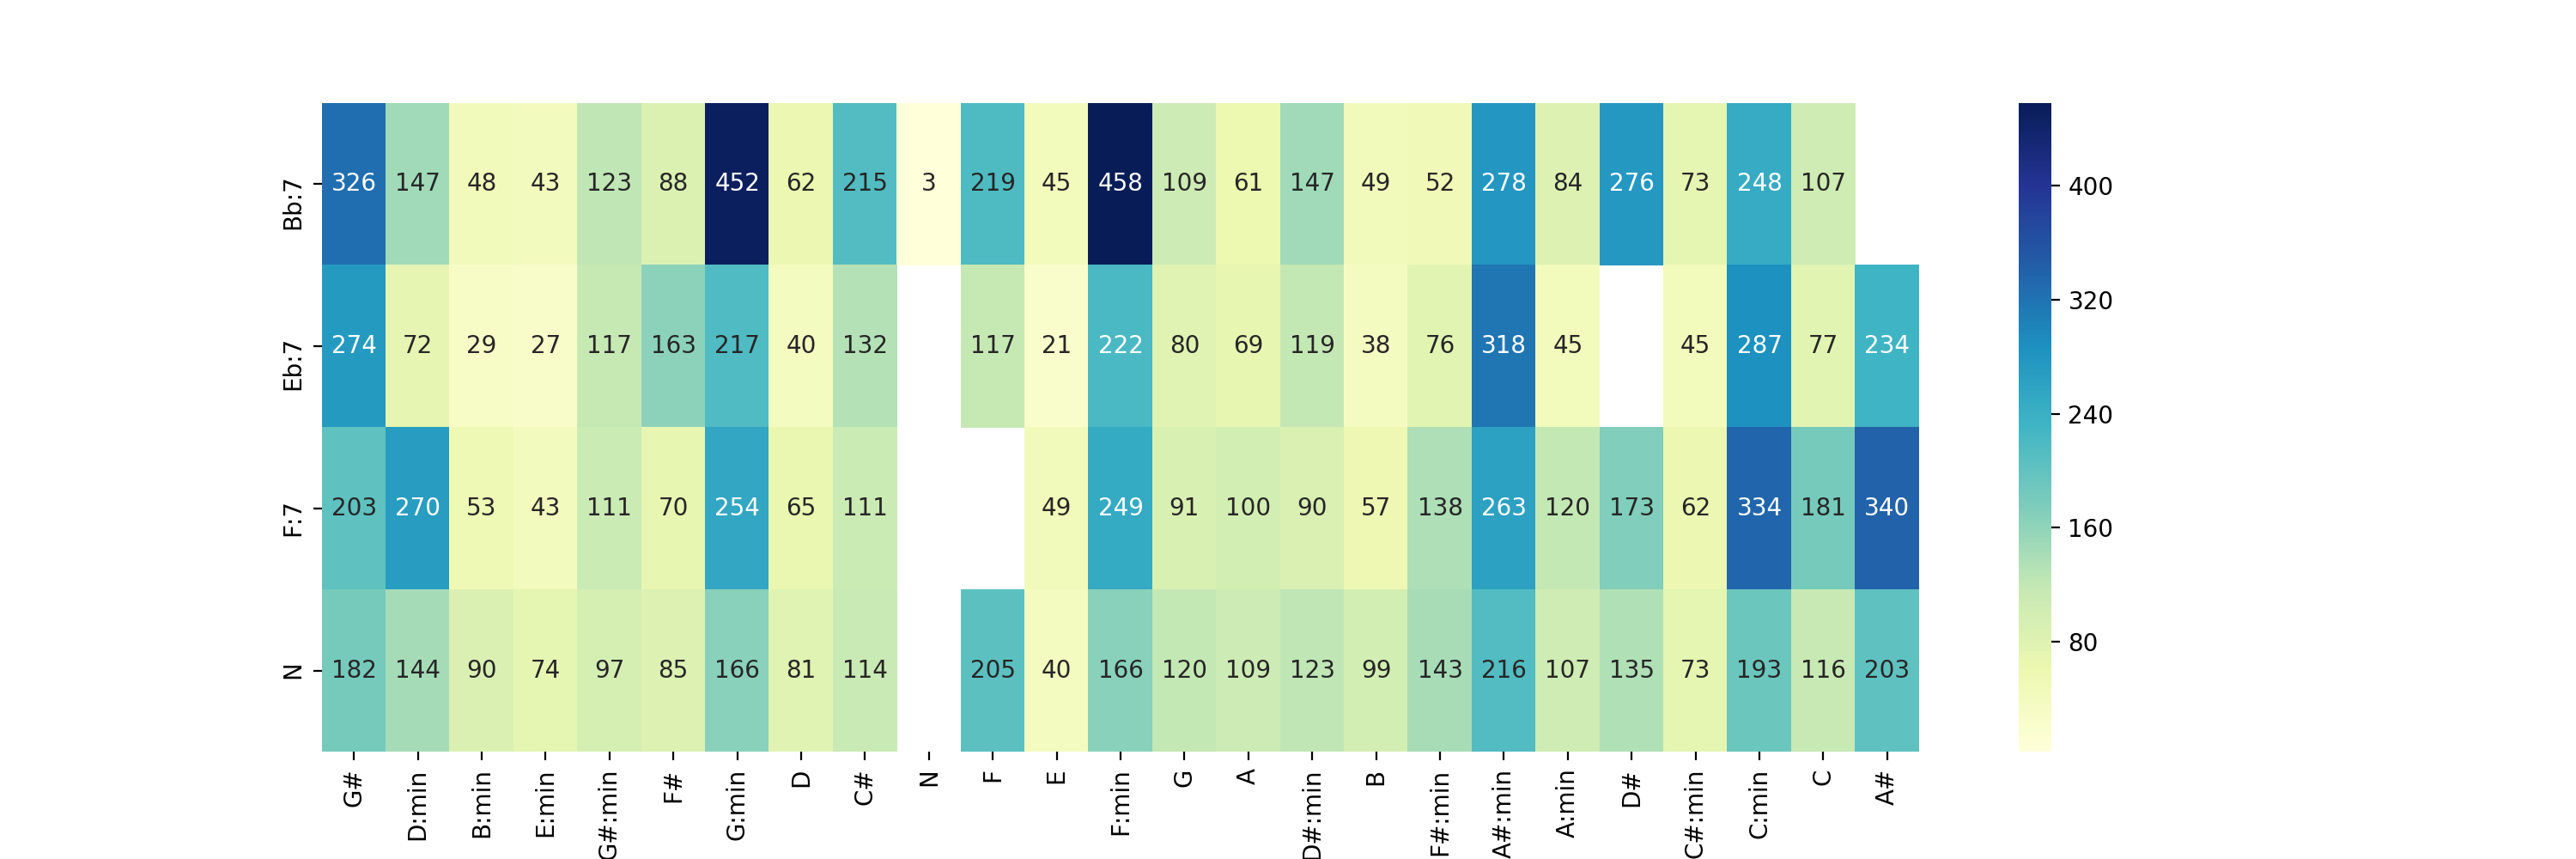 Bb:7 326 147 48 43 123 88 452 62 215 3 219 45 458 109 61 147 49 52 278 84 276 73 248 107
Eb:7 274 72 29 27 117 163 217 40 132 117 21 222 80 69 119 38 76 318 45 45 287 77 234
F:7 203 270 53 43 111 70 254 65 111 49 249 91 100 90 57 138 263 120 173 62 334 181 340
N 182 144 90 74 97 85 166 81 114 205 40 166 120 109 123 99 143 216 107 135 73 193 116 203
G# D:min B:min E:min G#:min F# G:min D C# N F E F:min G A D#:min B F#:min A#:min A:min D# C#:min C:min C A#
400
320
240
160
80